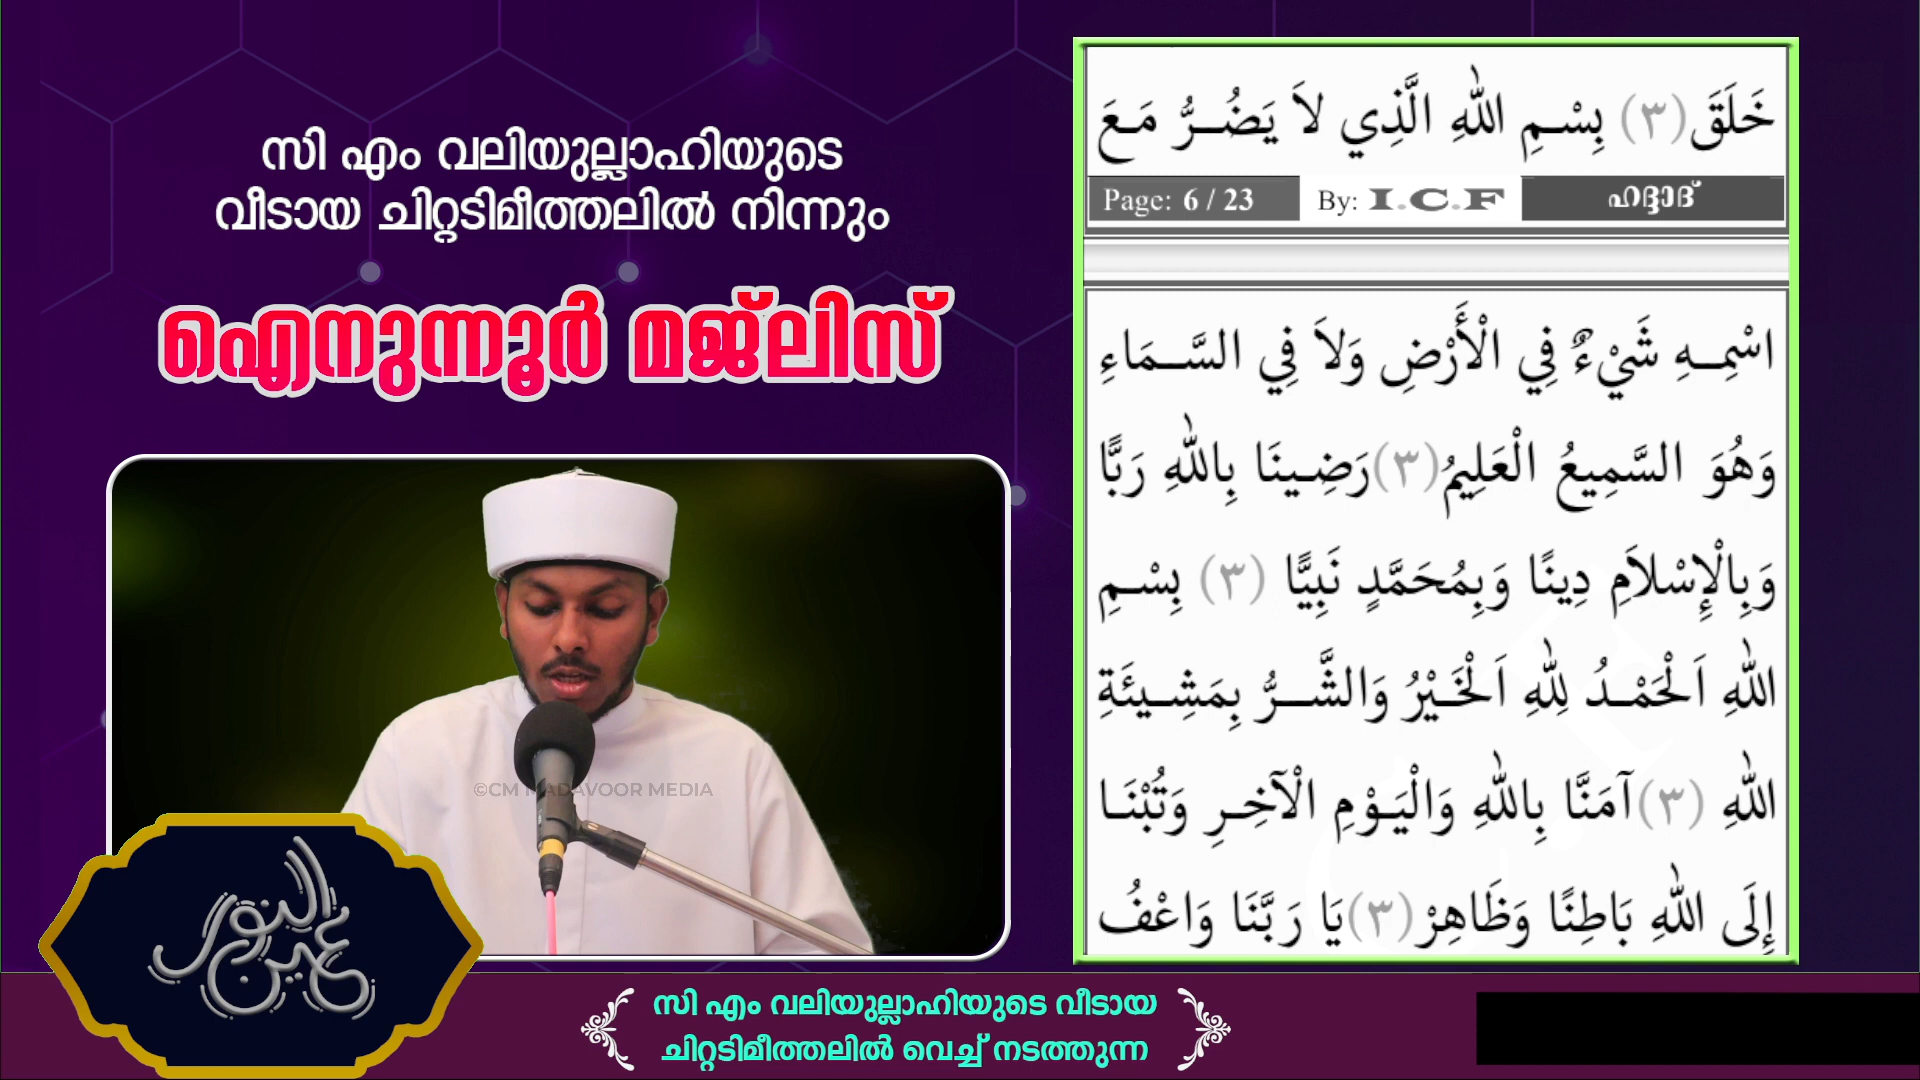 സി എം വലിയുല്ലാഹിയുടെ
വീടായ ചിറ്റടിമീത്തലിൽ നിന്നും
ഐനുന്നൂർ മജ്ലിസ്
©CM MADAVOOR MEDIA
عين النور
സി എം വലിയുല്ലാഹിയുടെ വീടായ
ചിറ്റടിമീത്തലിൽ വെച്ച് നടത്തുന്ന
خَلَقَ (٣) بِسْمِ اللهِ الَّذِي لاَ يَضُرُّ مَعَ
Page: 6 / 23 By: I.C.F ഹദ്ദാദ്
اسْمِهِ شَيْءٌ فِي الْأَرْضِ وَلاَ فِي السَّمَاءِ
وَهُوَ السَّمِيعُ الْعَلِيمُ (٣) رَضِينَا بِاللهِ رَبًّا
وَبِالْإِسْلاَمِ دِينًا وَبِمُحَمَّدٍ نَبِيًّا (٣) بِسْمِ
اللهِ اَلْحَمْدُ لِلهِ اَلْخَيْرُ وَالشَّرُّ بِمَشِيئَةِ
اللهِ (٣) آمَنَّا بِاللهِ وَالْيَوْمِ الْآخِرِ وَتُبْنَا
إِلَى اللهِ بَاطِنًا وَظَاهِرْ (٣) يَا رَبَّنَا وَاعْفُ